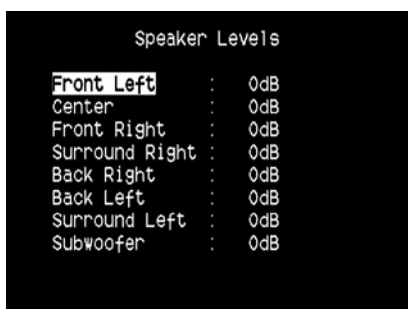 Speaker Levels
Front Left : 0dB
Center : 0dB
Front Right : 0dB
Surround Right : 0dB
Back Right : 0dB
Back Left : 0dB
Surround Left : 0dB
Subwoofer : 0dB